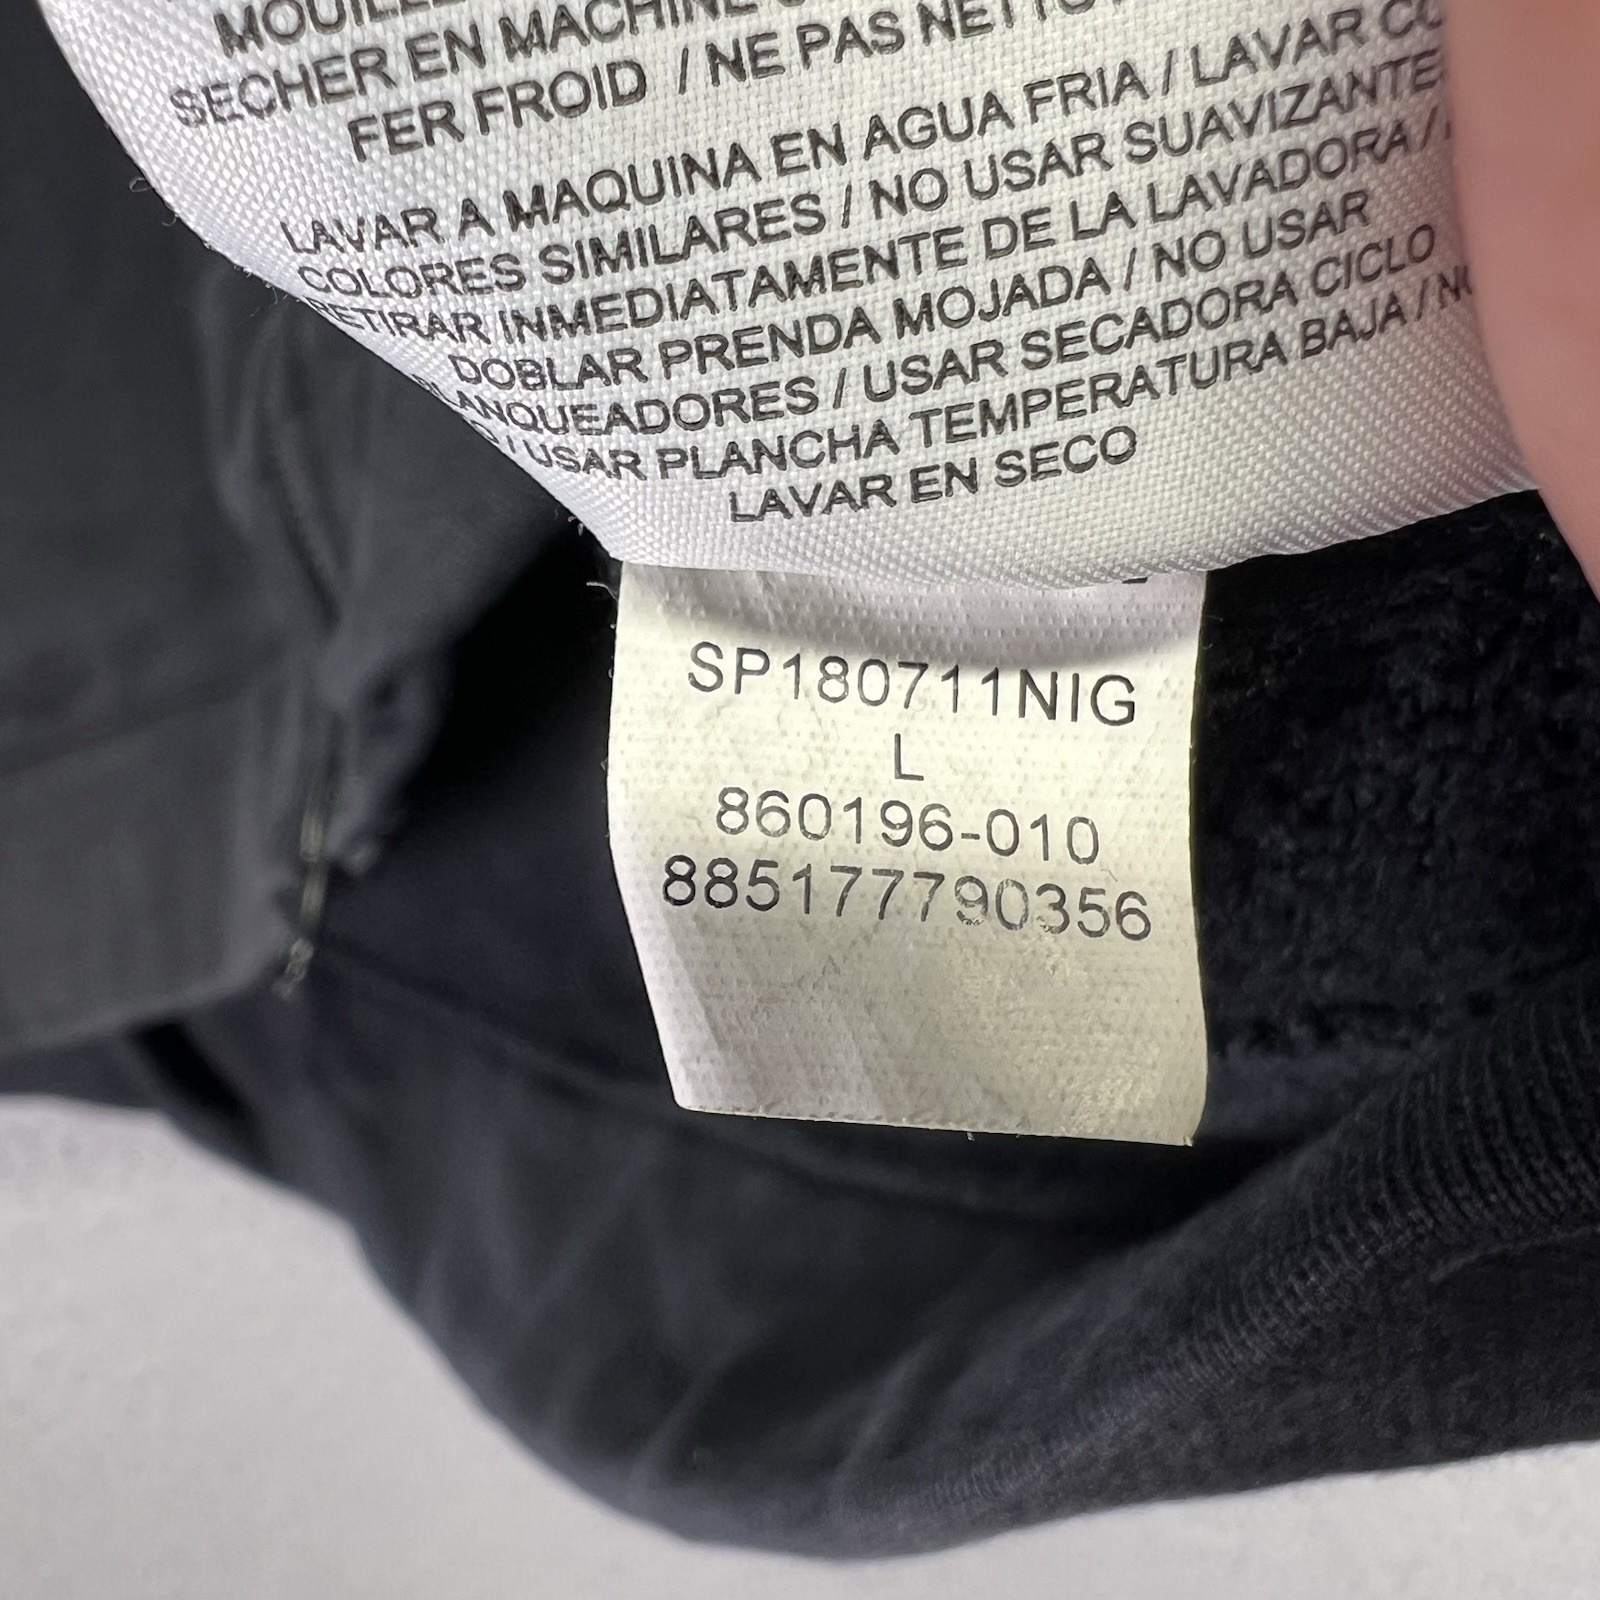 SECHER EN MACHINE
FER FROID / NE PAS
LAVAR A MAQUINA EN AGUA FRIA / LAVAR
COLORES SIMILARES / NO USAR SUAVIZANTE
RETIRAR INMEDIATAMENTE DE LA LAVADORA /
DOBLAR PRENDA MOJADA / NO USAR
BLANQUEADORES / USAR SECADORA CICLO
/ USAR PLANCHA TEMPERATURA BAJA /
LAVAR EN SECO
SP180711NIG
L
860196-010
885177790356